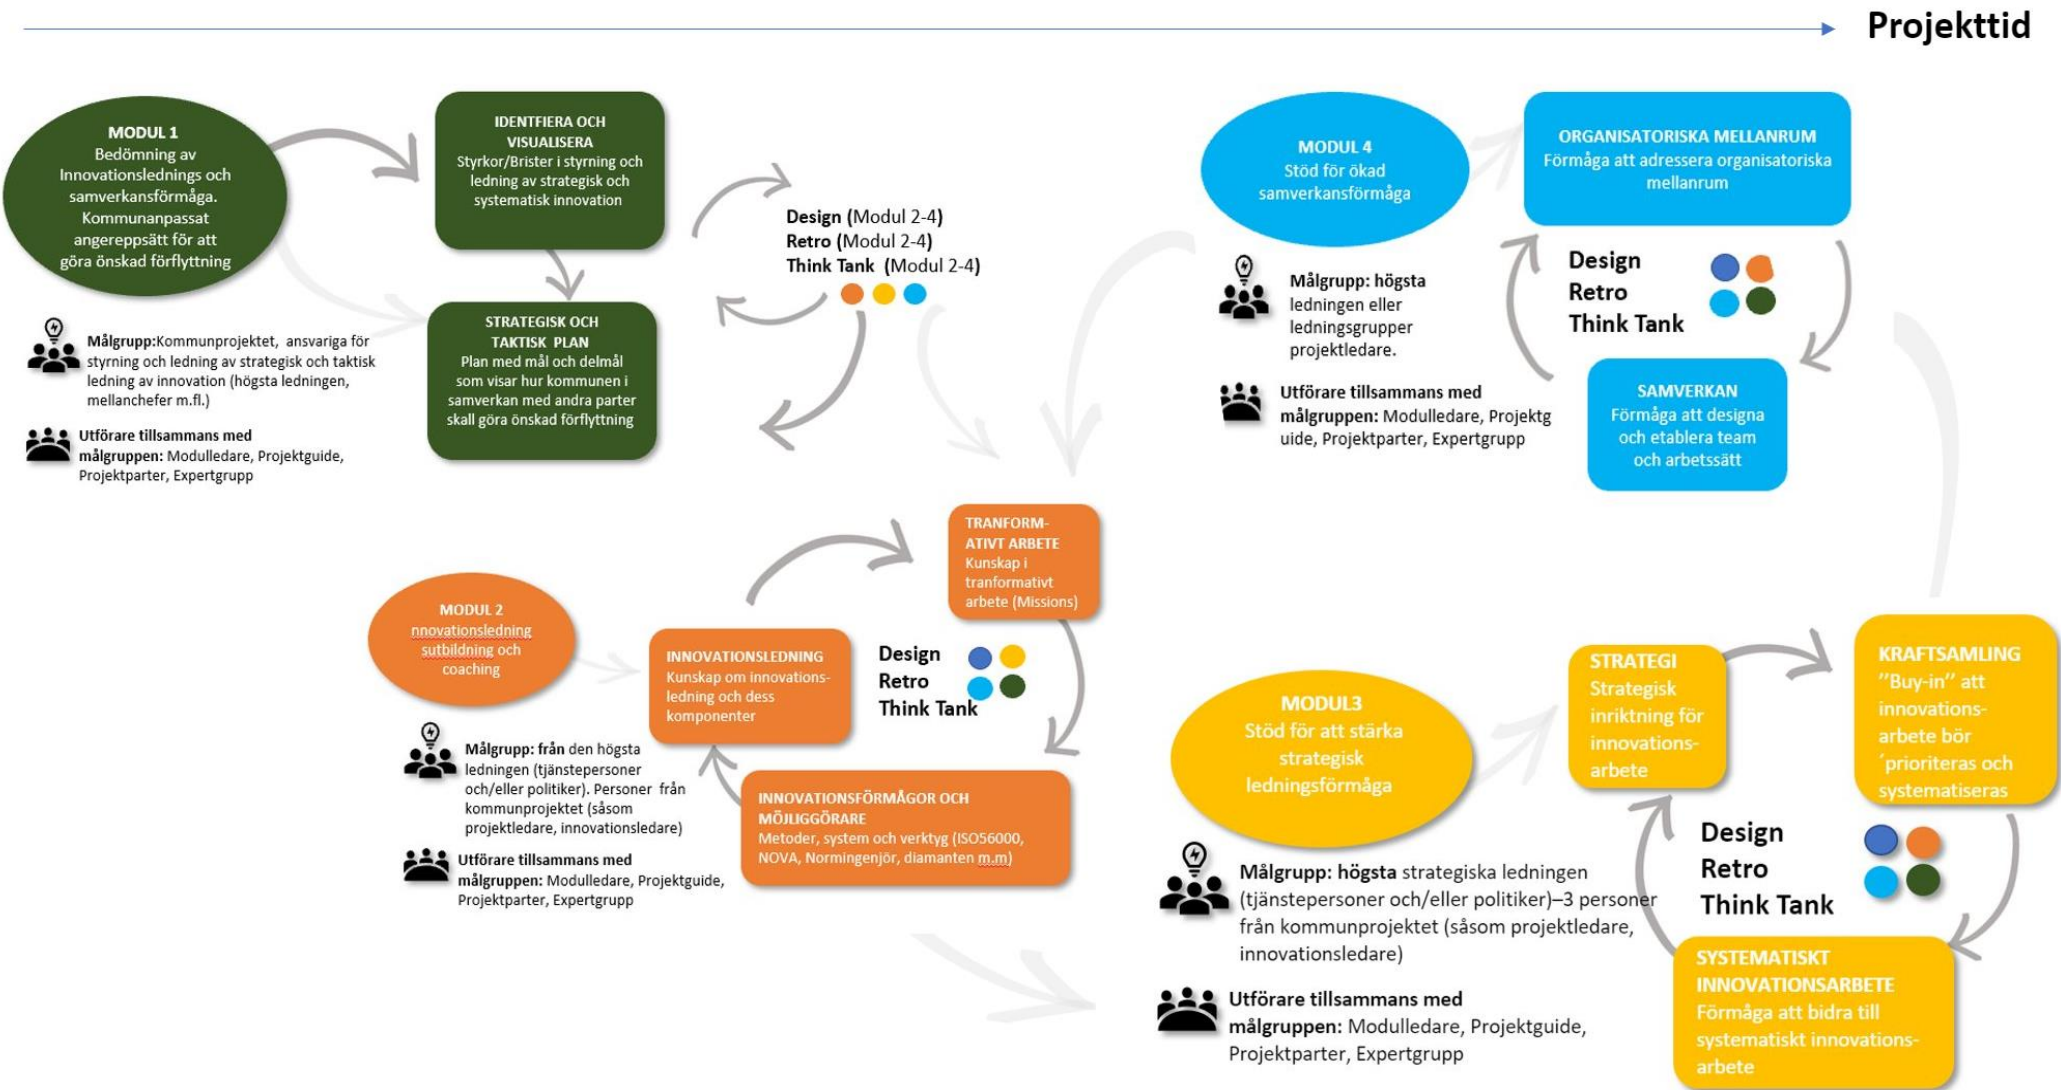 Projekttid
MODUL 1
Bedömning av
Innovationslednings och
samverkansförmåga.
Kommunanpassat
angereppsätt för att
göra önskad förflyttning
Målgrupp:Kommunprojektet, ansvariga för
styrning och ledning av strategisk och taktisk
ledning av innovation (högsta ledningen,
mellanchefer m.fl.)
Utförare tillsammans med
målgruppen: Modulledare, Projektguide,
Projektparter, Expertgrupp
IDENTFIERA OCH
VISUALISERA
Styrkor/Brister i styrning och
ledning av strategisk och
systematisk innovation
STRATEGISK OCH
TAKTISK PLAN
Plan med mål och delmål
som visar hur kommunen i
samverkan med andra parter
skall göra önskad förflyttning
Design (Modul 2-4)
Retro (Modul 2-4)
Think Tank (Modul 2-4)
MODUL 4
Stöd för ökad
samverkansförmåga
Målgrupp: högsta
ledningen eller
ledningsgrupper
projektledare.
Utförare tillsammans med
målgruppen: Modulledare, Projektg
uide, Projektparter, Expertgrupp
ORGANISATORISKA MELLANRUM
Förmåga att adressera organisatoriska
mellanrum
Design
Retro
Think Tank
SAMVERKAN
Förmåga att designa
och etablera team
och arbetssätt
MODUL 2
nnovationsledning
sutbildning och
coaching
Målgrupp: från den högsta
ledningen (tjänstepersoner
och/eller politiker). Personer från
kommunprojektet (såsom
projektledare, innovationsledare)
Utförare tillsammans med
målgruppen: Modulledare, Projektguide,
Projektparter, Expertgrupp
INNOVATIONSLEDNING
Kunskap om innovations-
ledning och dess
komponenter
TRANFORM-
ATIVT ARBETE
Kunskap i
tranformativt
arbete (Missions)
Design
Retro
Think Tank
INNOVATIONSFÖRMÅGOR OCH
MÖJLIGGÖRARE
Metoder, system och verktyg (ISO56000,
NOVA, Normingenjör, diamanten m.m)
MODUL3
Stöd för att stärka
strategisk
ledningsförmåga
Målgrupp: högsta strategiska ledningen
(tjänstepersoner och/eller politiker)–3 personer
från kommunprojektet (såsom projektledare,
innovationsledare)
Utförare tillsammans med
målgruppen: Modulledare, Projektguide,
Projektparter, Expertgrupp
STRATEGI
Strategisk
inriktning för
innovations-
arbete
KRAFTSAMLING
”Buy-in” att
innovations-
arbete bör
´prioriteras och
systematiseras
Design
Retro
Think Tank
SYSTEMATISKT
INNOVATIONSARBETE
Förmåga att bidra till
systematiskt innovations-
arbete